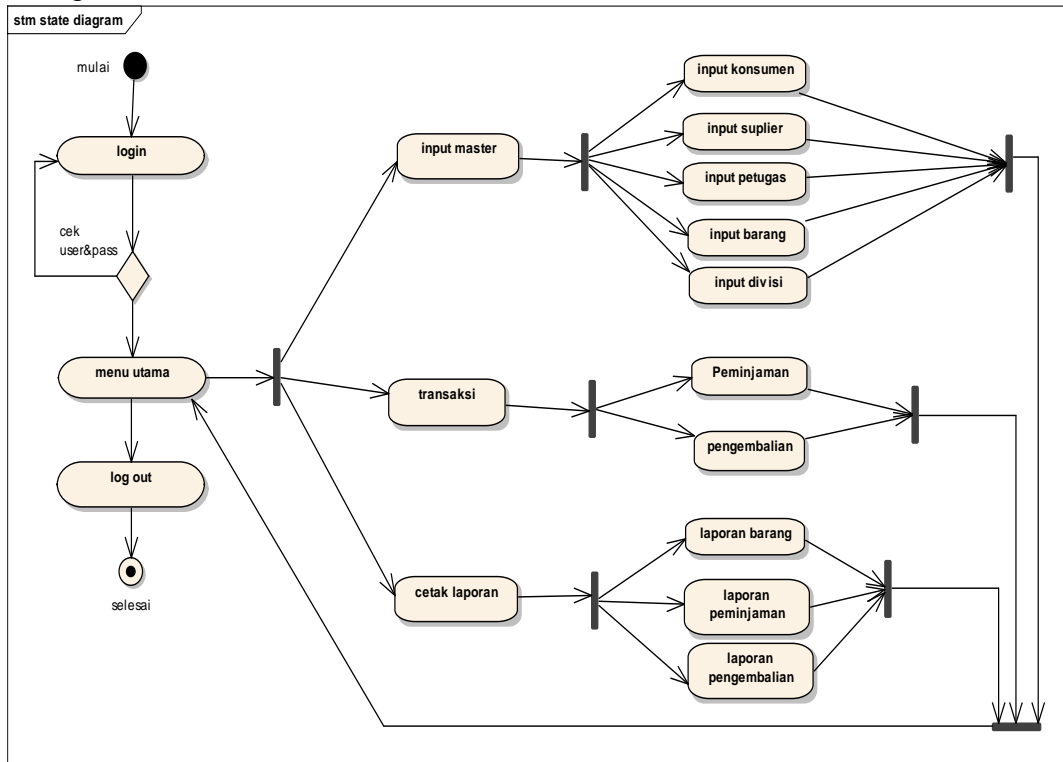 stm state diagram
mulai
login
cek
user&pass
menu utama
log out
selesai
input master
input konsumen
input suplier
input petugas
input barang
input divisi
transaksi
Peminjaman
pengembalian
cetak laporan
laporan barang
laporan
peminjaman
laporan
pengembalian